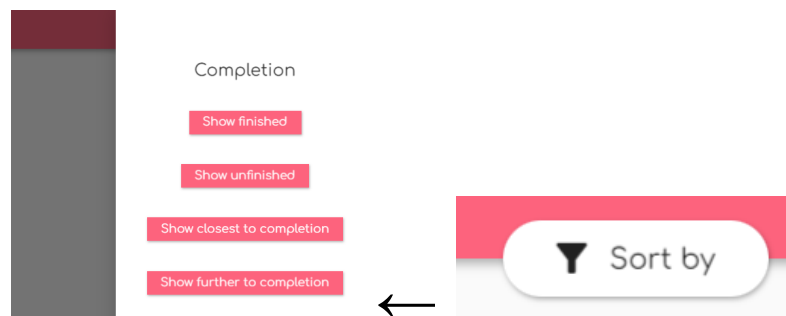 Completion
Show finished
Show unfinished
Show closest to completion
Show further to completion
Sort by